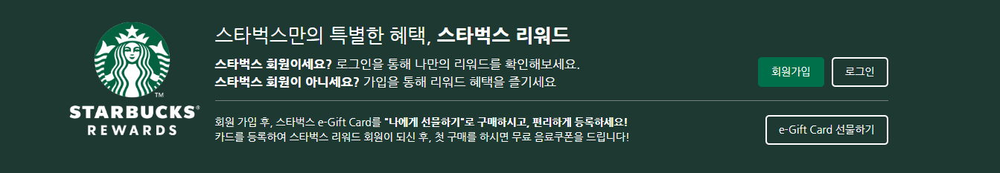 스타벅스만의 특별한 혜택, 스타벅스 리워드
스타벅스 회원이세요? 로그인을 통해 나만의 리워드를 확인해보세요.
스타벅스 회원이 아니세요? 가입을 통해 리워드 혜택을 즐기세요
회원가입
로그인
TM
STARBUCKS®
REWARDS
회원 가입 후, 스타벅스 e-Gift Card를 "나에게 선물하기"로 구매하시고, 편리하게 등록하세요!
카드를 등록하여 스타벅스 리워드 회원이 되신 후, 첫 구매를 하시면 무료 음료쿠폰을 드립니다!
e-Gift Card 선물하기